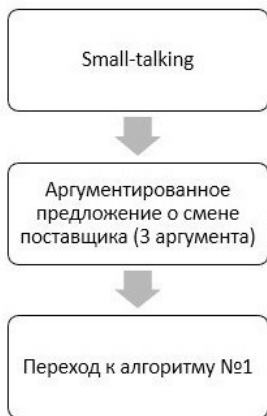 Small-talking
Аргументированное
предложение о смене
поставщика (3 аргумента)
Переход к алгоритму №1